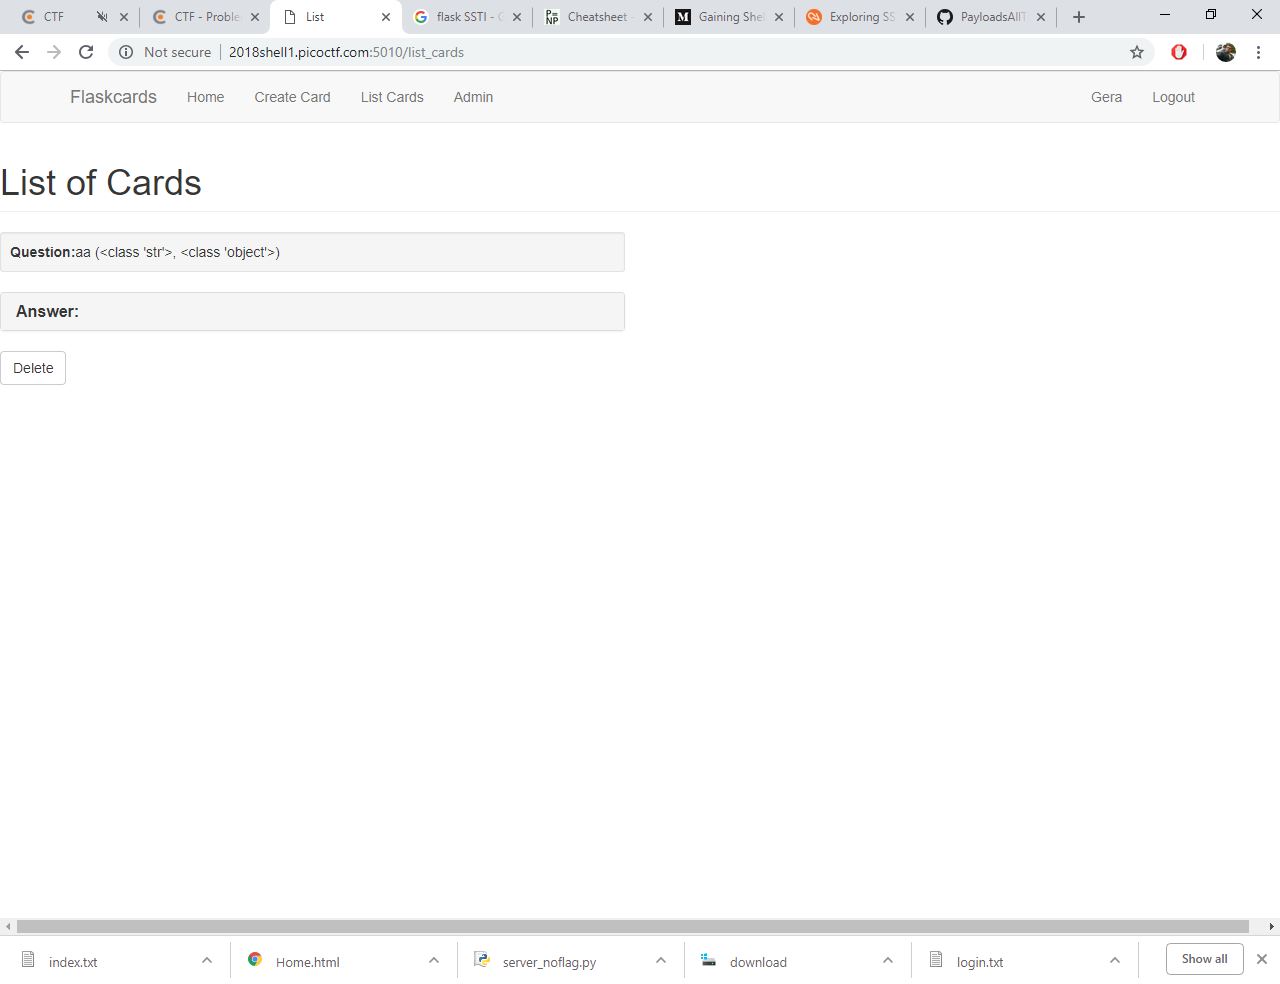 CTF
CTF - Proble
List
flask SSTI - G
Cheatsheet -
Gaining She
Exploring SS
PayloadsAllT
Not secure
2018shell1.picoctf.com:5010/list_cards
Flaskcards Home Create Card List Cards Admin Gera Logout
List of Cards
Question:aa (<class 'str'>, <class 'object'>)
Answer:
Delete
index.txt
Home.html
server_noflag.py
download
login.txt
Show all